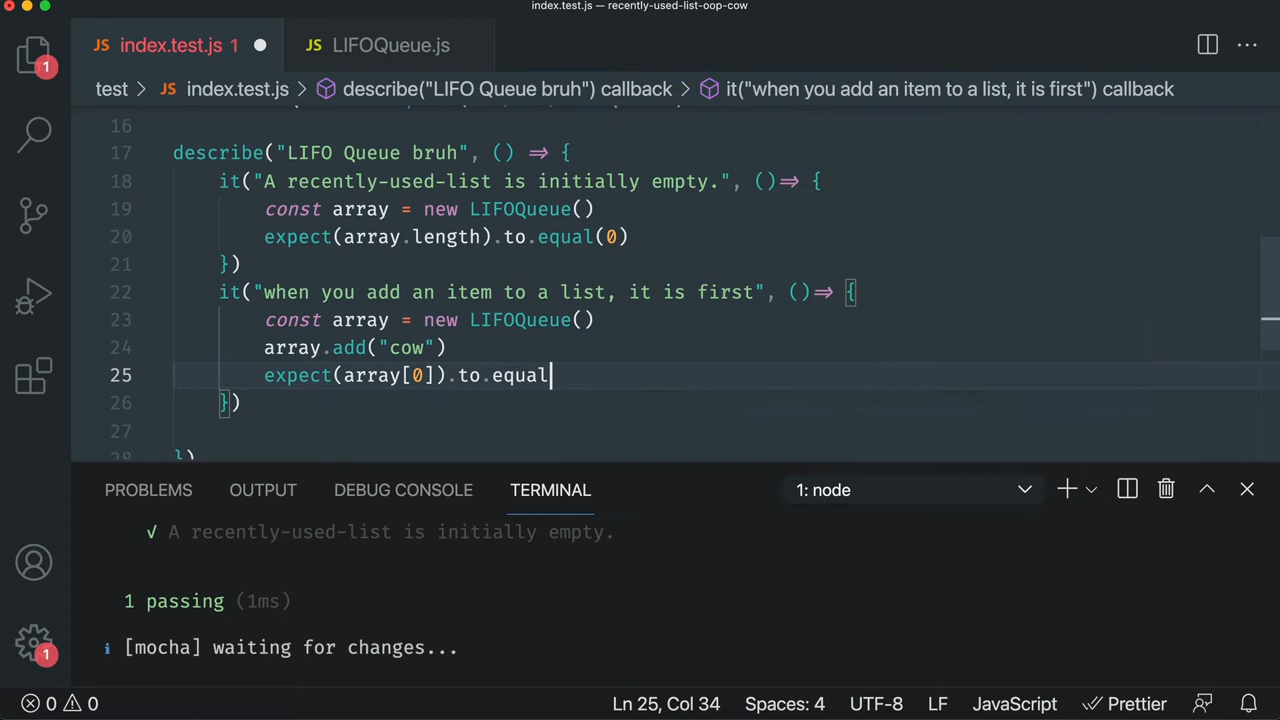 index.test.js — recently-used-list-oop-cow
JS index.test.js 1 JS LIFOQueue.js
test > JS index.test.js > describe("LIFO Queue bruh") callback > it("when you add an item to a list, it is first") callback
16
17 describe("LIFO Queue bruh", () => {
18 it("A recently-used-list is initially empty.", ()=> {
19 const array = new LIFOQueue()
20 expect(array.length).to.equal(0)
21 })
22 it("when you add an item to a list, it is first", ()=> {
23 const array = new LIFOQueue()
24 array.add("cow")
25 expect(array[0]).to.equal
26 })
27
28 })
PROBLEMS OUTPUT DEBUG CONSOLE TERMINAL 1: node
√ A recently-used-list is initially empty.
1 passing (1ms)
i [mocha] waiting for changes...
1
1
0 0 Ln 25, Col 34 Spaces: 4 UTF-8 LF JavaScript Prettier